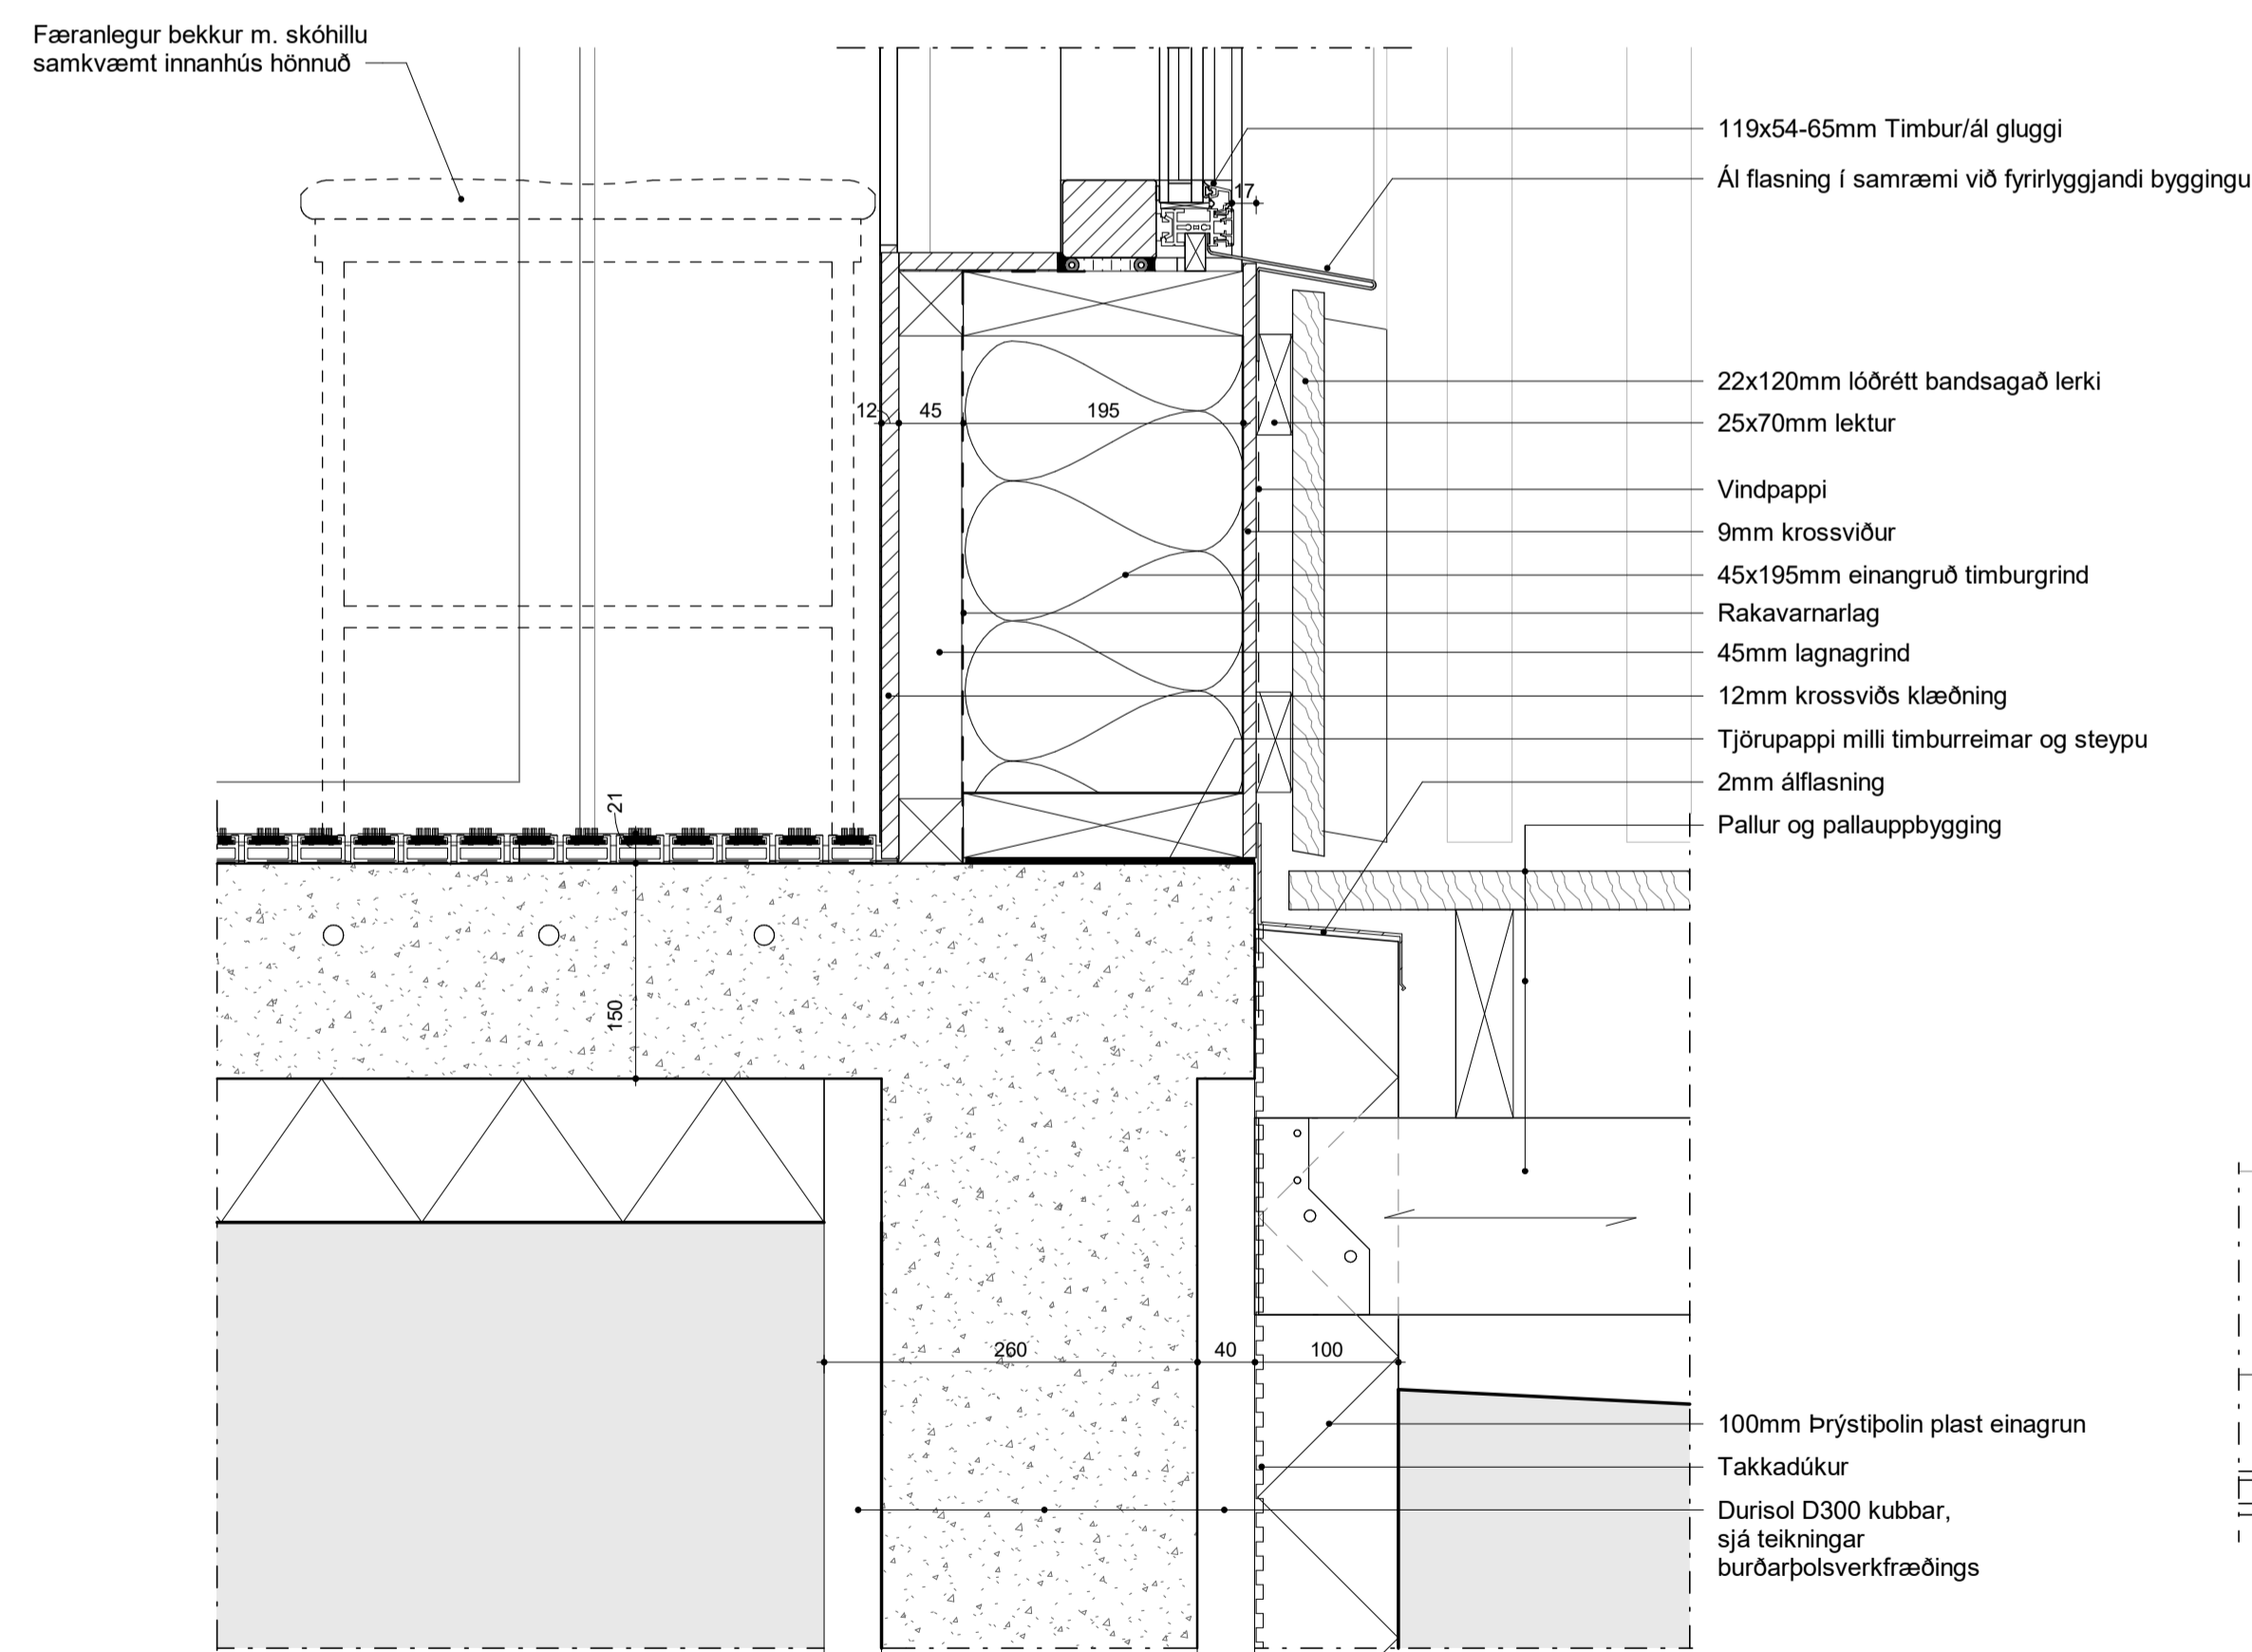 Færanlegur bekkur m. skóhillu
samkvæmt innanhús hönnuð
119x54-65mm Timbur/ál gluggi
17
Ál flasning í samræmi við fyrirlyggjandi byggingu
22x120mm lóðrétt bandsagað lerki
12
45
195
25x70mm lektur
Vindpappi
9mm krossviður
45x195mm einangruð timburgrind
Rakavarnarlag
45mm lagnagrind
12mm krossviðs klæðning
Tjörupappi milli timburreimar og steypu
2mm álflasning
21
Pallur og pallauppbygging
150
260
40
100
100mm Þrýstiþolin plast einagrun
Takkadúkur
Durisol D300 kubbar,
sjá teikningar
burðarþolsverkfræðings